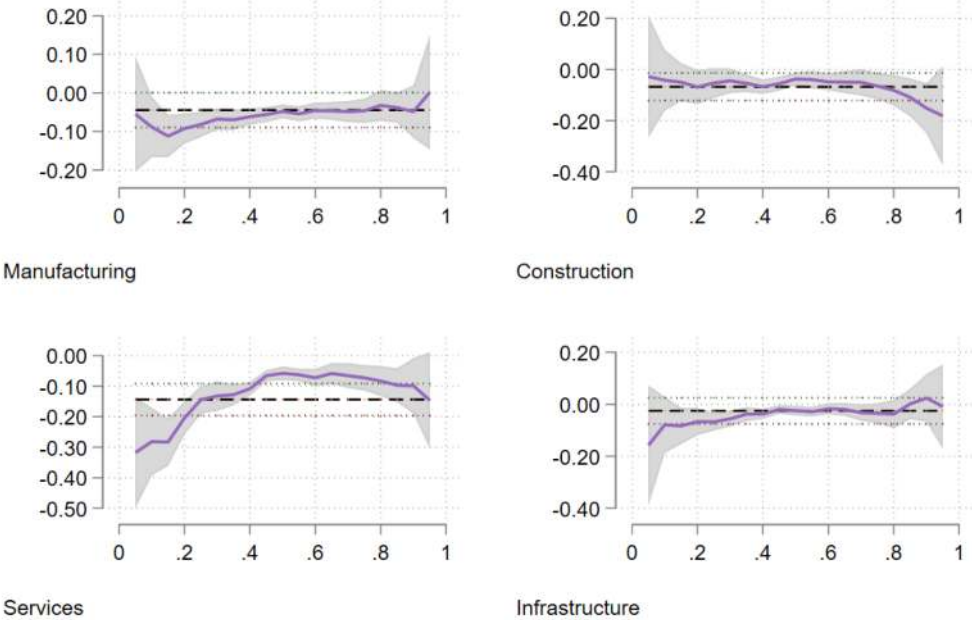 0.20
0.10
0.00
-0.10
-0.20
0 .2 .4 .6 .8 1
Manufacturing
0.20
0.00
-0.20
-0.40
0 .2 .4 .6 .8 1
Construction
0.00
-0.10
-0.20
-0.30
-0.40
-0.50
0 .2 .4 .6 .8 1
Services
0.20
0.00
-0.20
-0.40
0 .2 .4 .6 .8 1
Infrastructure